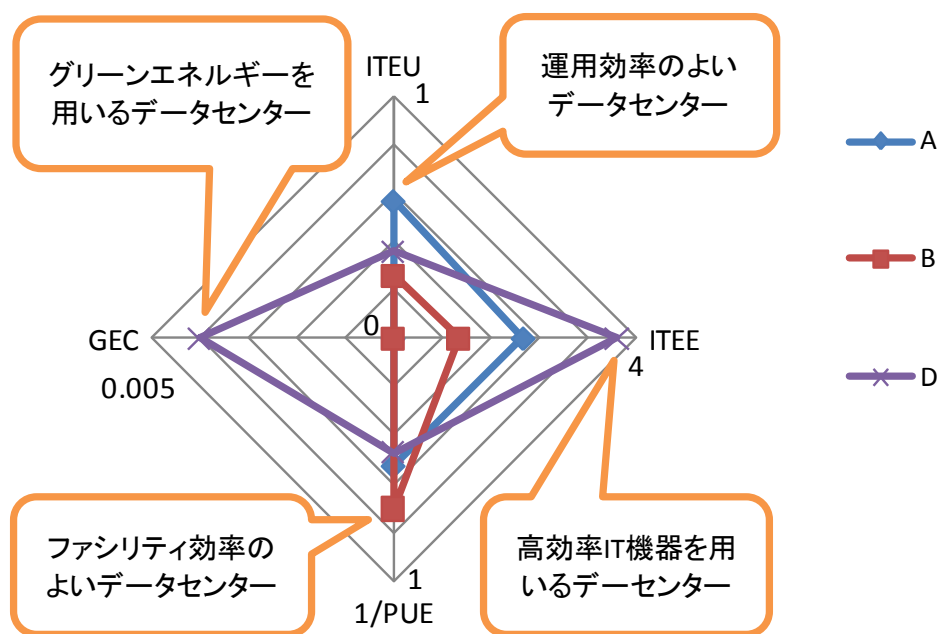 グリーンエネルギーを
用いるデータセンター
ITEU
1
運用効率のよい
データセンター
A
B
D
GEC
0.005
0
ITEE
4
ファシリティ効率の
よいデータセンター
1
1/PUE
高効率IT機器を用
いるデーセンター